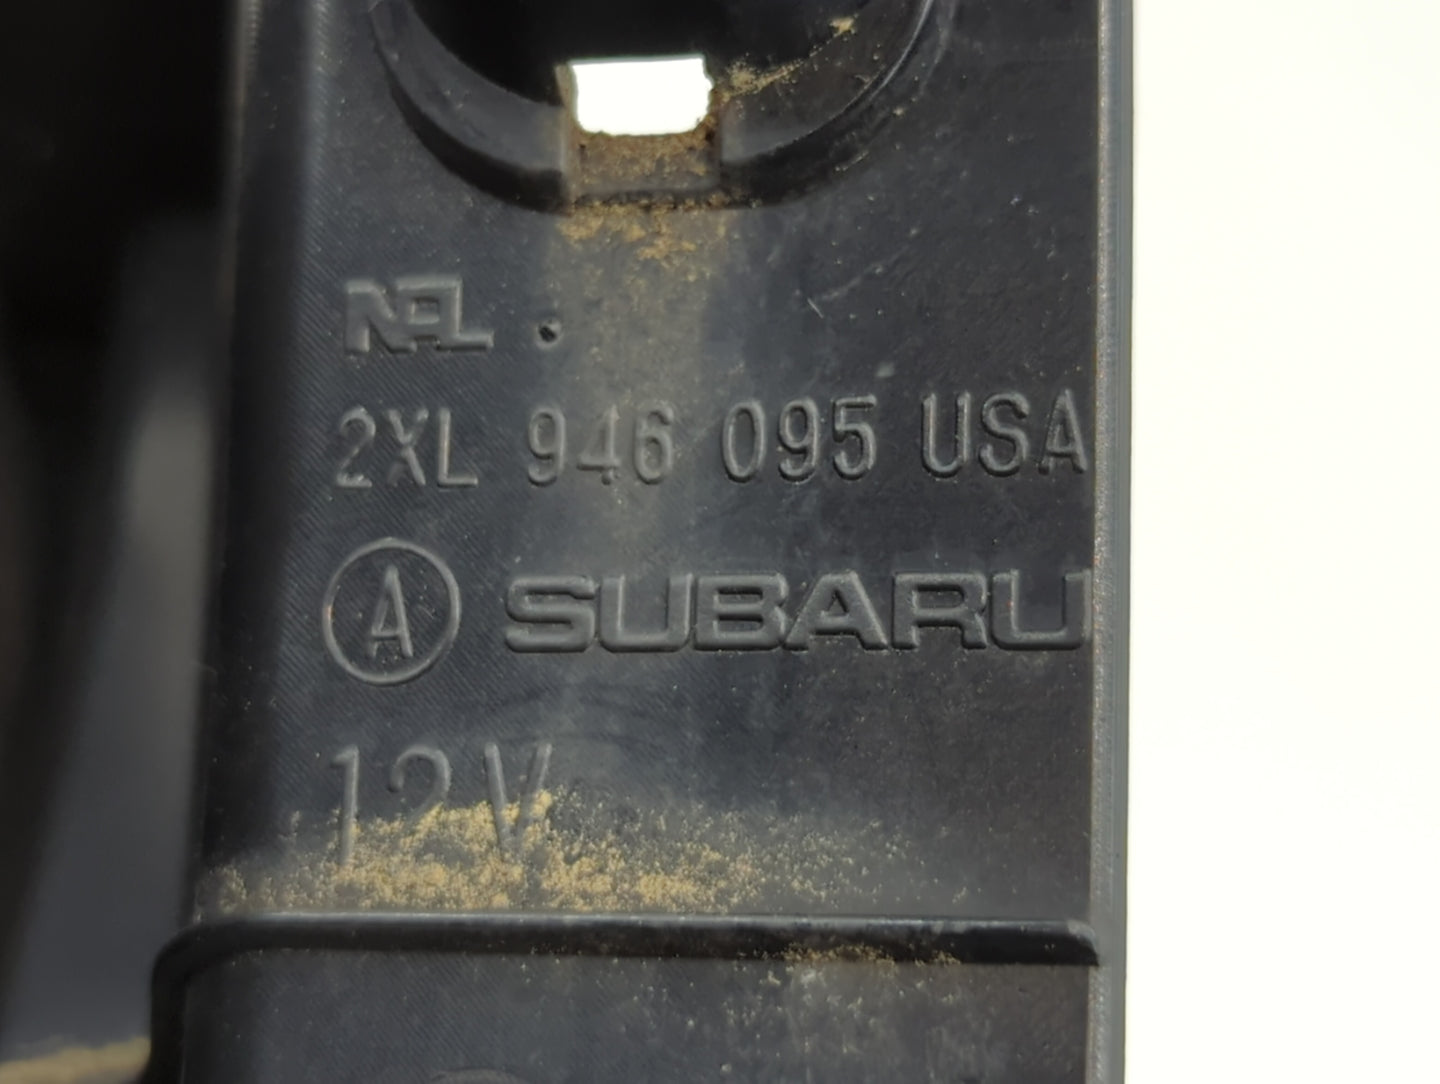 NAL
2XL 946 095 USA
A SUBARU
12V